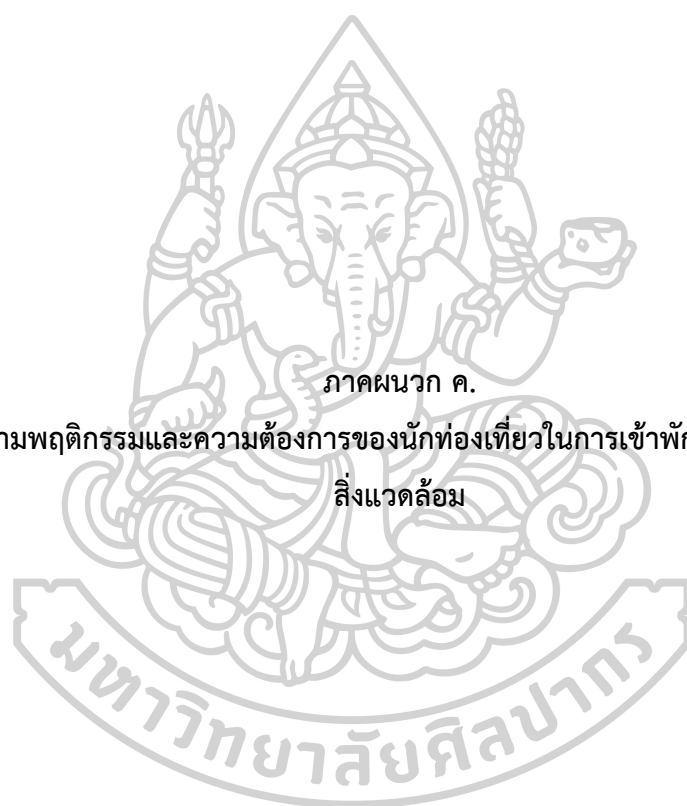 ภาคผนวก ค.
ามพฤติกรรมและความต้องการของนักท่องเที่ยวในการเข้าพัก
สิ่งแวดล้อม
มหาวิทยาลัยศิลปากร